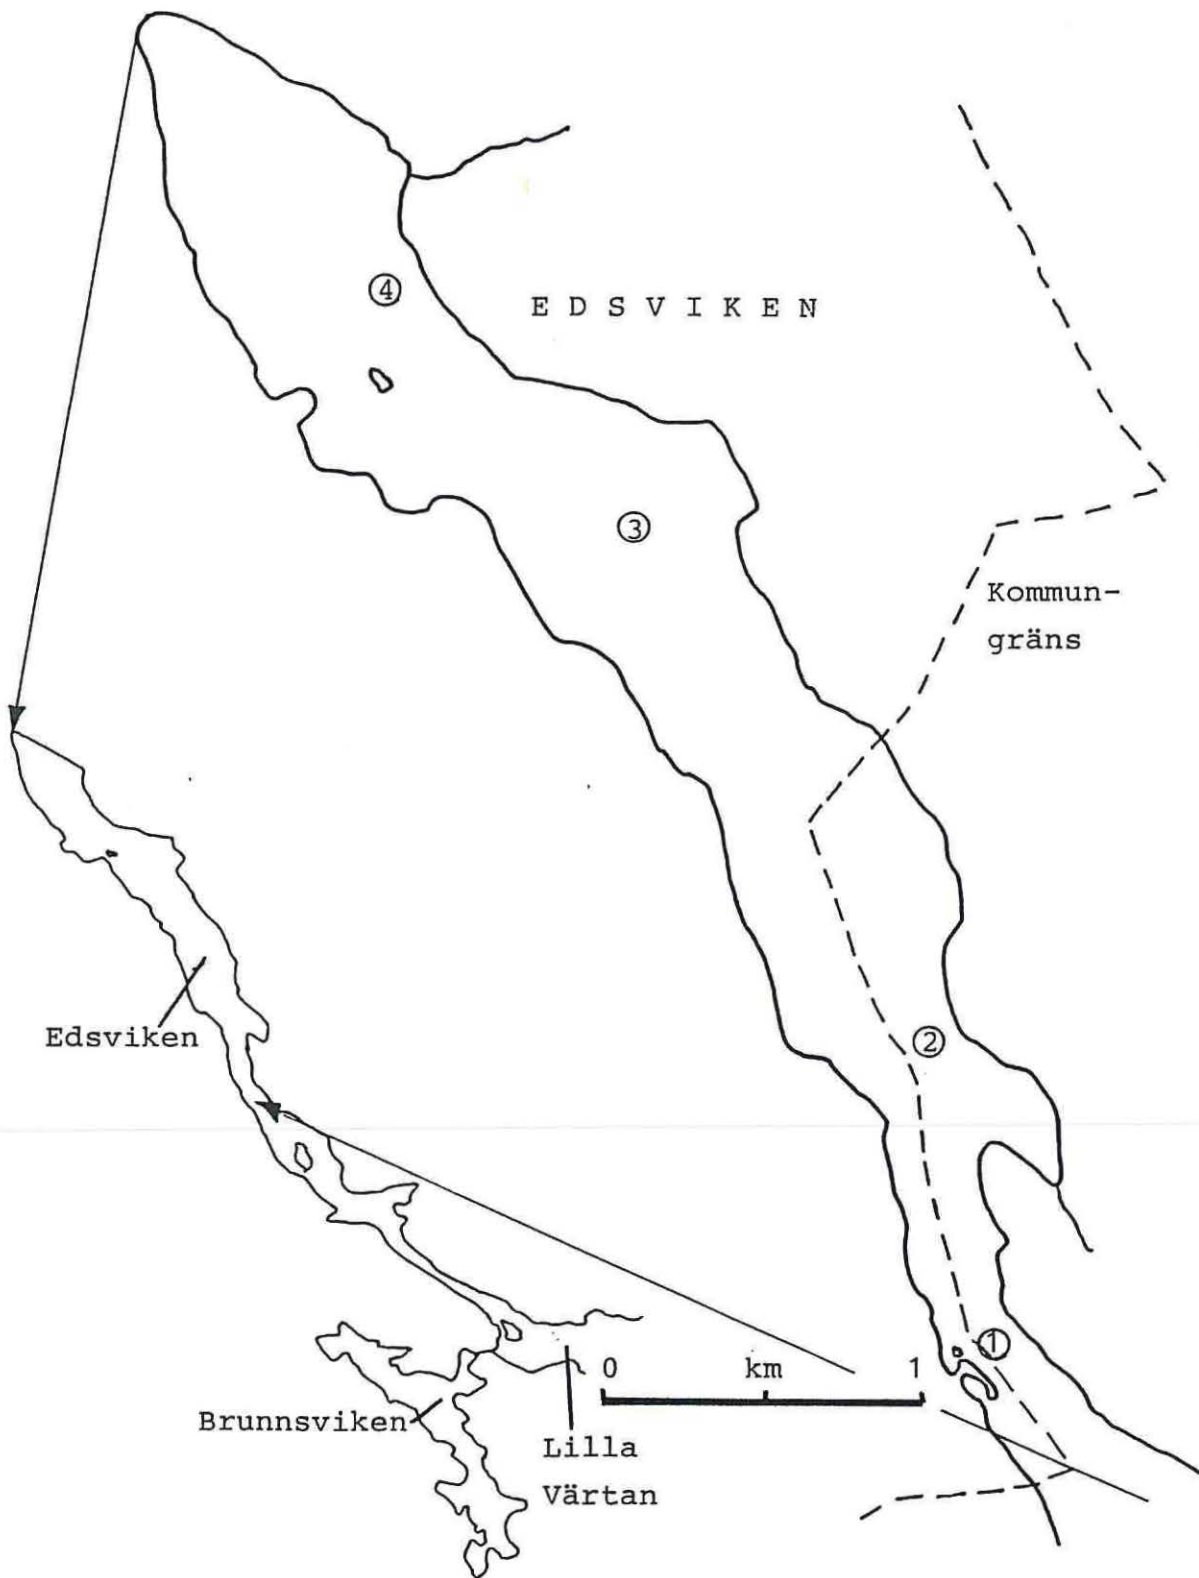 ④
E D S V I K E N
③
Kommun-
gräns
Edsviken
②
①
0 km 1
Brunnsviken
Lilla
Värtan